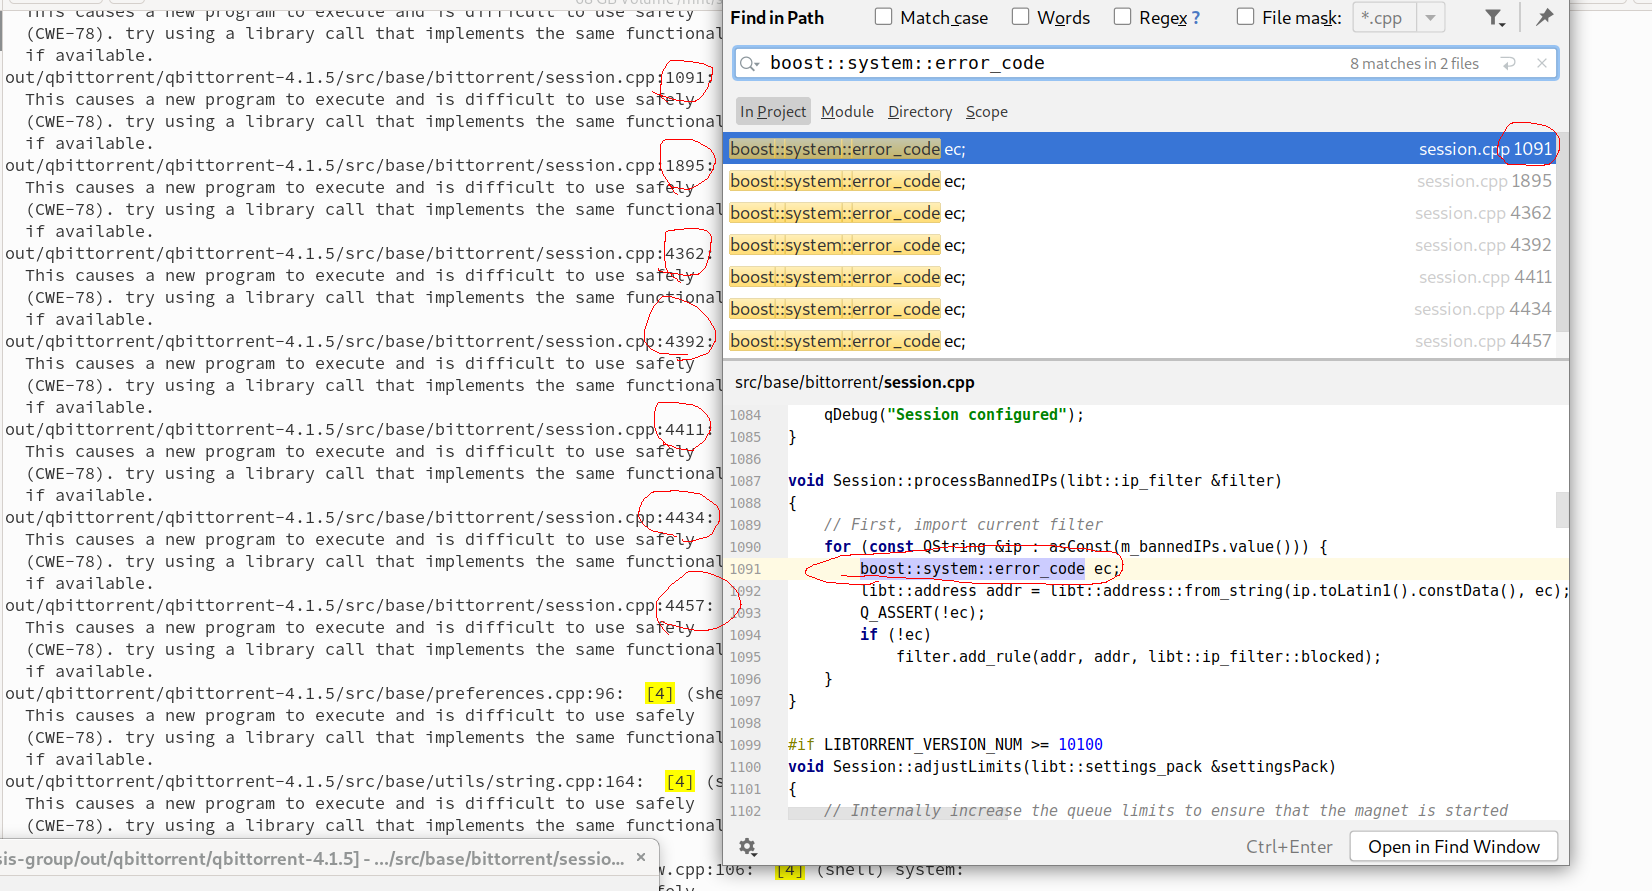 This causes a new program to execute and is difficult to use safely
(CWE-78). try using a library call that implements the same functional
if available.
out/qbittorrent/qbittorrent-4.1.5/src/base/bittorrent/session.cpp:1091:
This causes a new program to execute and is difficult to use safely
(CWE-78). try using a library call that implements the same functional
if available.
out/qbittorrent/qbittorrent-4.1.5/src/base/bittorrent/session.cpp:1895:
This causes a new program to execute and is difficult to use safely
(CWE-78). try using a library call that implements the same functional
if available.
out/qbittorrent/qbittorrent-4.1.5/src/base/bittorrent/session.cpp:4362:
This causes a new program to execute and is difficult to use safely
(CWE-78). try using a library call that implements the same functional
if available.
out/qbittorrent/qbittorrent-4.1.5/src/base/bittorrent/session.cpp:4392:
This causes a new program to execute and is difficult to use safely
(CWE-78). try using a library call that implements the same functional
if available.
out/qbittorrent/qbittorrent-4.1.5/src/base/bittorrent/session.cpp:4411:
This causes a new program to execute and is difficult to use safely
(CWE-78). try using a library call that implements the same functional
if available.
out/qbittorrent/qbittorrent-4.1.5/src/base/bittorrent/session.cpp:4434:
This causes a new program to execute and is difficult to use safely
(CWE-78). try using a library call that implements the same functional
if available.
out/qbittorrent/qbittorrent-4.1.5/src/base/bittorrent/session.cpp:4457:
This causes a new program to execute and is difficult to use safely
(CWE-78). try using a library call that implements the same functional
if available.
out/qbittorrent/qbittorrent-4.1.5/src/base/preferences.cpp:96: [4] (she
This causes a new program to execute and is difficult to use safely
(CWE-78). try using a library call that implements the same functional
if available.
out/qbittorrent/qbittorrent-4.1.5/src/base/utils/string.cpp:164: [4] (s
This causes a new program to execute and is difficult to use safely
(CWE-78). try using a library call that implements the same functional
sis-group/out/qbittorrent/qbittorrent-4.1.5] - .../src/base/bittorrent/sessio... ×
w.cpp:106: [4] (shell) system:
fely
Find in Path
Match case
Words
Regex ?
File mask:
*.cpp
boost::system::error_code
8 matches in 2 files
In Project Module Directory Scope
boost::system::error_code ec; session.cpp 1091
boost::system::error_code ec; session.cpp 1895
boost::system::error_code ec; session.cpp 4362
boost::system::error_code ec; session.cpp 4392
boost::system::error_code ec; session.cpp 4411
boost::system::error_code ec; session.cpp 4434
boost::system::error_code ec; session.cpp 4457
src/base/bittorrent/session.cpp
1084 qDebug("Session configured");
1085 }
1086
1087 void Session::processBannedIPs(libt::ip_filter &filter)
1088 {
1089 // First, import current filter
1090 for (const QString &ip : asConst(m_bannedIPs.value())) {
1091 boost::system::error_code ec;
1092 libt::address addr = libt::address::from_string(ip.toLatin1().constData(), ec);
1093 Q_ASSERT(!ec);
1094 if (!ec)
1095 filter.add_rule(addr, addr, libt::ip_filter::blocked);
1096 }
1097 }
1098
1099 #if LIBTORRENT_VERSION_NUM >= 10100
1100 void Session::adjustLimits(libt::settings_pack &settingsPack)
1101 {
1102 // Internally increase the queue limits to ensure that the magnet is started
Ctrl+Enter
Open in Find Window